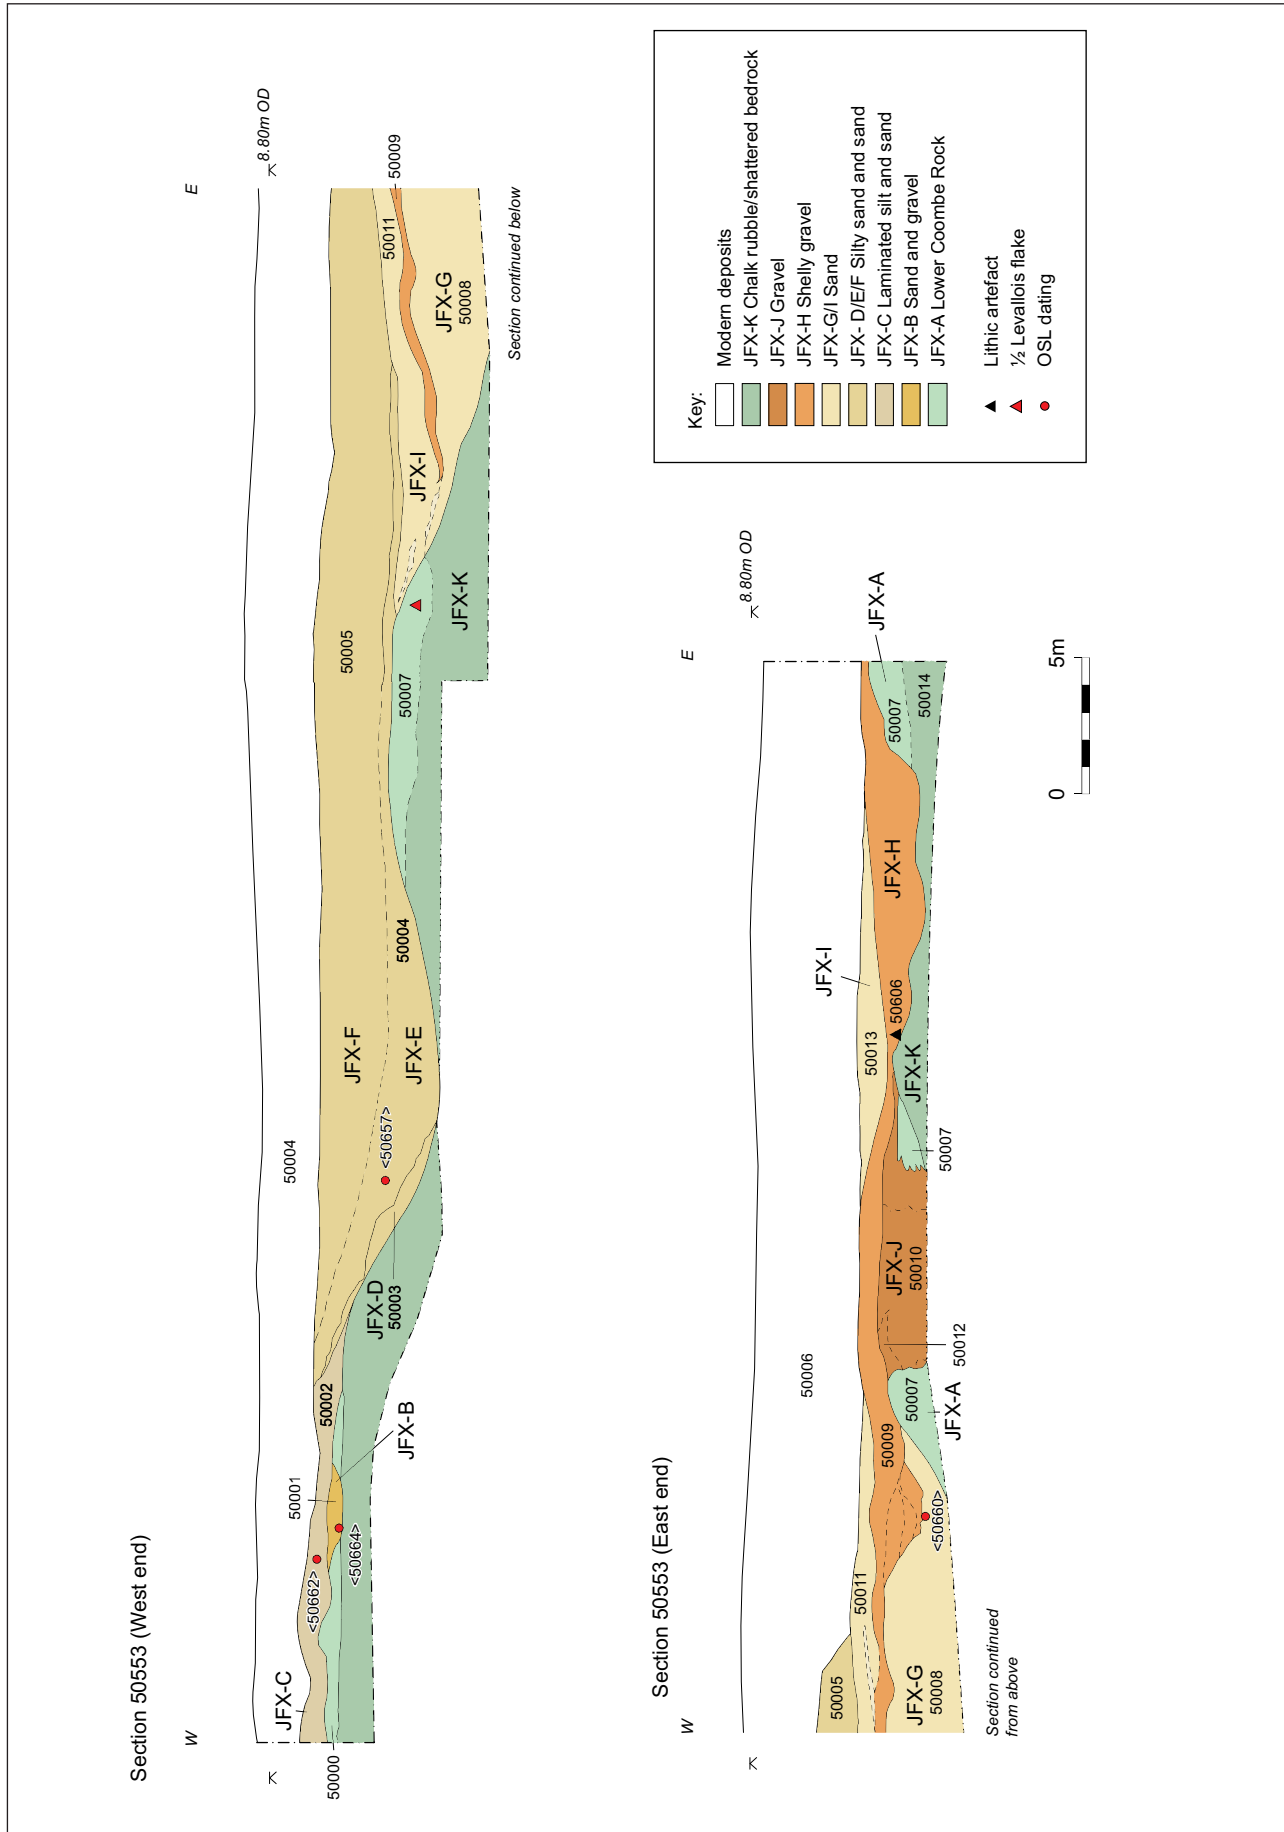 Section 50553 (West end)
W
E
8.80m OD
50004
50005
JFX-F
50001
50002
<50662>
JFX-C
<50664>
50000
JFX-B
JFX-D
50003
<50657>
JFX-E
50004
50007
JFX-K
JFX-I
50011
50009
JFX-G
50008
Section continued below
Section 50553 (East end)
W
E
8.80m OD
50006
50005
50011
JFX-G
50008
50009
<50660>
50007
JFX-A
50012
JFX-J
50010
50007
50013
JFX-I
JFX-K
50606
JFX-H
50007
JFX-A
50014
Section continued
from above
0
5m
Key:
Modern deposits
JFX-K Chalk rubble/shattered bedrock
JFX-J Gravel
JFX-H Shelly gravel
JFX-G/I Sand
JFX- D/E/F Silty sand and sand
JFX-C Laminated silt and sand
JFX-B Sand and gravel
JFX-A Lower Coombe Rock
Lithic artefact
½ Levallois flake
OSL dating